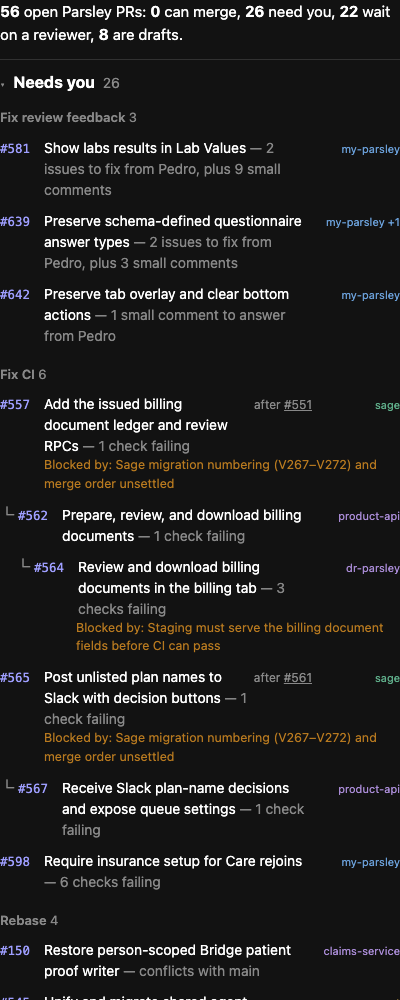 56 open Parsley PRs: 0 can merge, 26 need you, 22 wait
on a reviewer, 8 are drafts.
Needs you 26
Fix review feedback 3
#581 Show labs results in Lab Values — 2 my-parsley
issues to fix from Pedro, plus 9 small
comments
#639 Preserve schema-defined questionnaire my-parsley +1
answer types — 2 issues to fix from
Pedro, plus 3 small comments
#642 Preserve tab overlay and clear bottom my-parsley
actions — 1 small comment to answer
from Pedro
Fix CI 6
#557 Add the issued billing after #551 sage
document ledger and review
RPCs — 1 check failing
Blocked by: Sage migration numbering (V267–V272) and
merge order unsettled
#562 Prepare, review, and download billing product-api
documents — 1 check failing
#564 Review and download billing dr-parsley
documents in the billing tab — 3
checks failing
Blocked by: Staging must serve the billing document
fields before CI can pass
#565 Post unlisted plan names to after #561 sage
Slack with decision buttons — 1
check failing
Blocked by: Sage migration numbering (V267–V272) and
merge order unsettled
#567 Receive Slack plan-name decisions product-api
and expose queue settings — 1 check
failing
#598 Require insurance setup for Care rejoins my-parsley
— 6 checks failing
Rebase 4
#150 Restore person-scoped Bridge patient claims-service
proof writer — conflicts with main